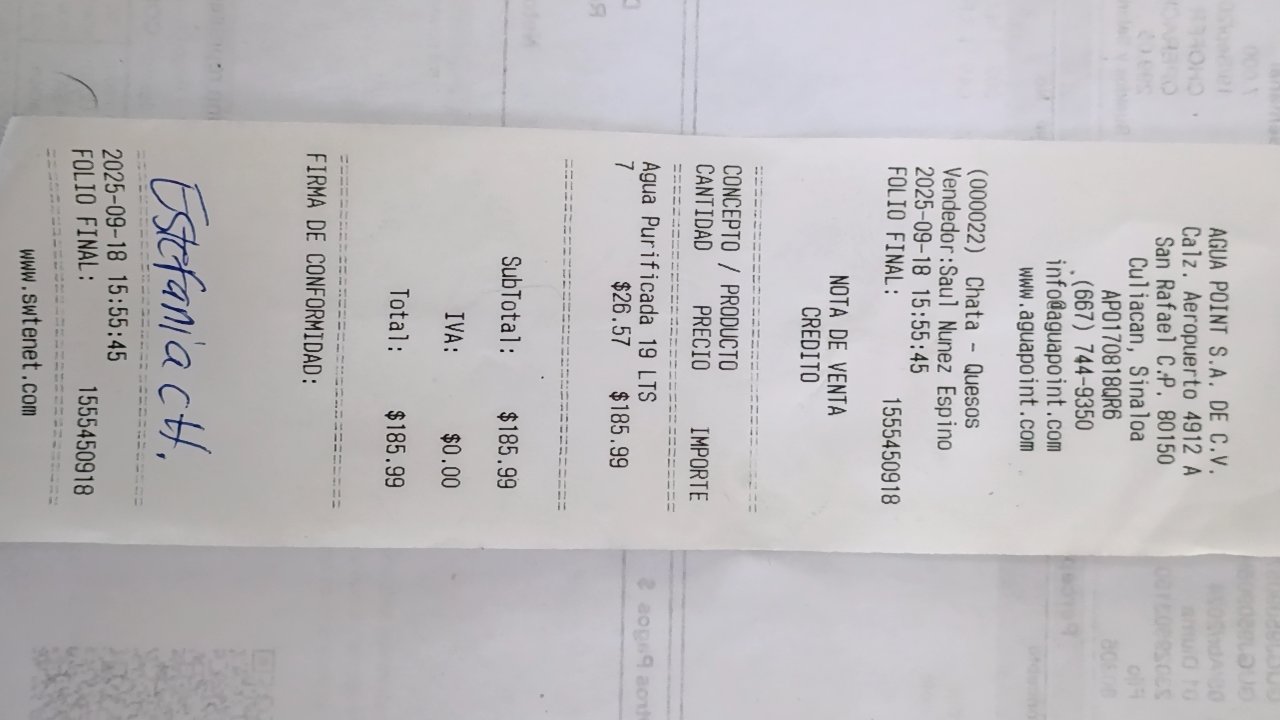 AGUA POINT S.A. DE C.V.
Calz. Aeropuerto 4912 A
San Rafael C.P. 80150
Culiacan, Sinaloa
APO170818QR6
(667) 744-9350
info@aguapoint.com
www.aguapoint.com
(000022) Chata - Quesos
Vendedor:Saul Nunez Espino
2025-09-18 15:55:45
FOLIO FINAL: 1555450918
NOTA DE VENTA
CREDITO
CONCEPTO / PRODUCTO
CANTIDAD PRECIO IMPORTE
Agua Purificada 19 LTS
7 $26.57 $185.99
SubTotal: $185.99
IVA: $0.00
Total: $185.99
FIRMA DE CONFORMIDAD:
Estefania cH.
2025-09-18 15:55:45
FOLIO FINAL: 1555450918
www.swtenet.com